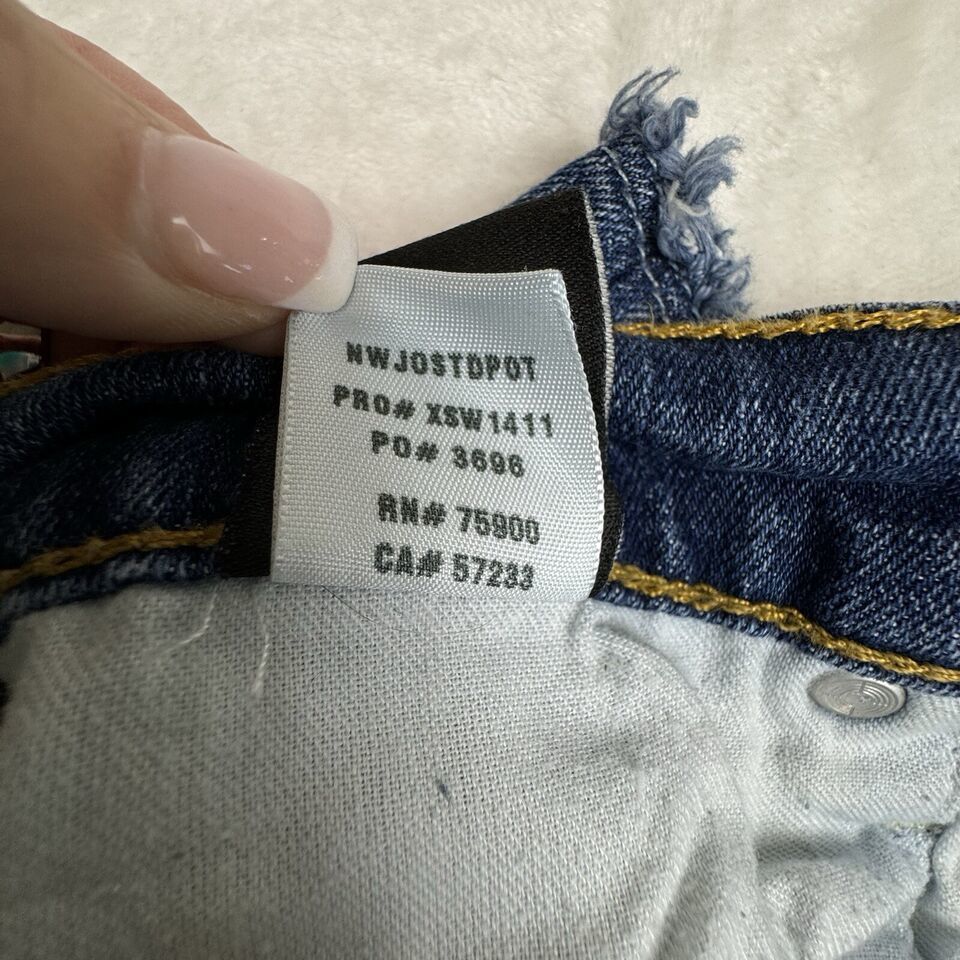 NWJOSTDPOT
PRO# XSW1411
PO# 3696
RN# 75900
CA# 57233